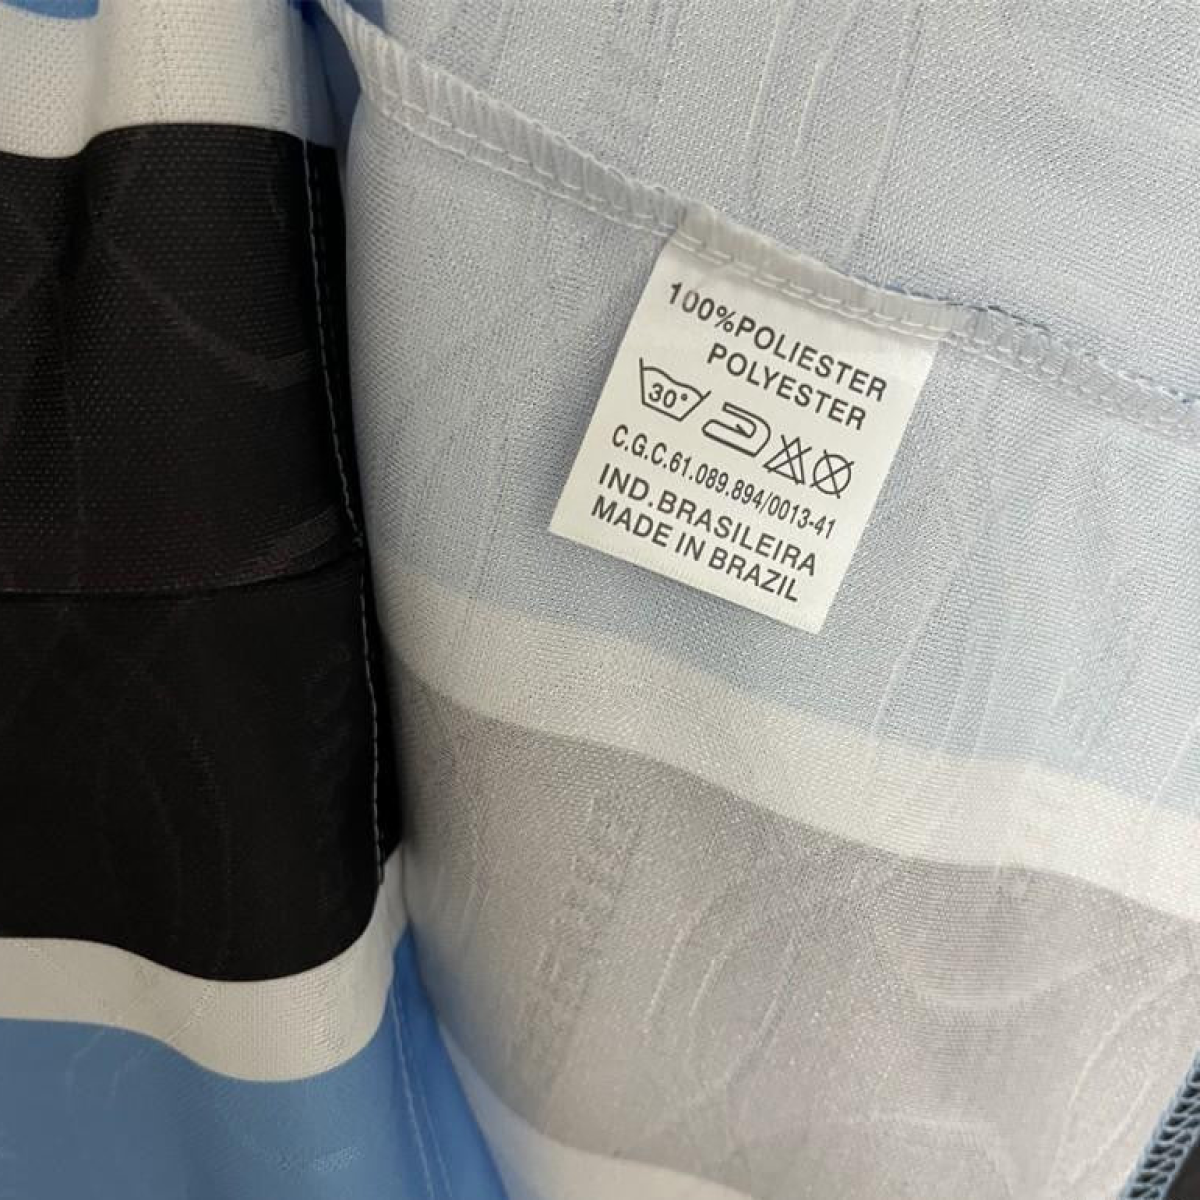 100%POLIESTER
POLYESTER
30°
C.G.C.61.089.894/0013-41
IND.BRASILEIRA
MADE IN BRAZIL